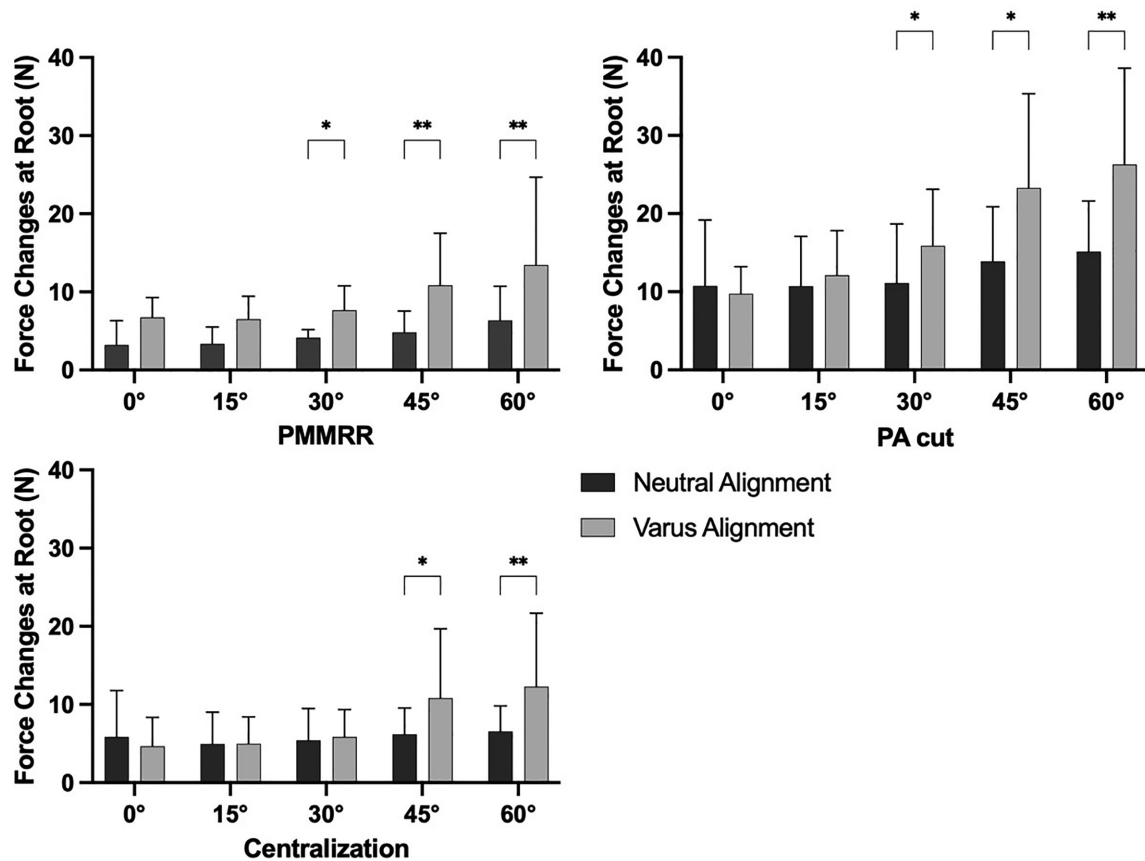 Force Changes at Root (N)
40
30
20
10
0
* ** **
0° 15° 30° 45° 60°
PMMRR
Force Changes at Root (N)
40
30
20
10
0
* * **
0° 15° 30° 45° 60°
PA cut
Force Changes at Root (N)
40
30
20
10
0
* **
0° 15° 30° 45° 60°
Centralization
Neutral Alignment
Varus Alignment